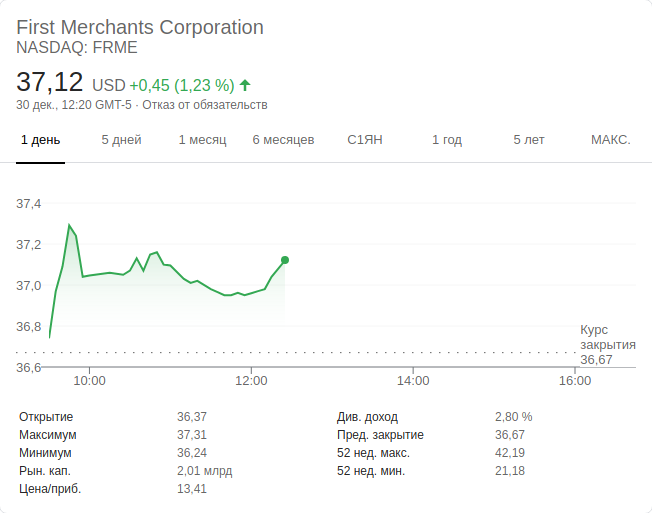 First Merchants Corporation
NASDAQ: FRME
37,12 USD +0,45 (1,23 %)
30 дек., 12:20 GMT-5 · Отказ от обязательств
1 день 5 дней 1 месяц 6 месяцев С1ЯН 1 год 5 лет МАКС.
37,4
37,2
37,0
36,8
Курс
закрытия
36,67
36,6
10:00 12:00 14:00 16:00
Открытие 36,37 Див. доход 2,80 %
Максимум 37,31 Пред. закрытие 36,67
Минимум 36,24 52 нед. макс. 42,19
Рын. кап. 2,01 млрд 52 нед. мин. 21,18
Цена/приб. 13,41